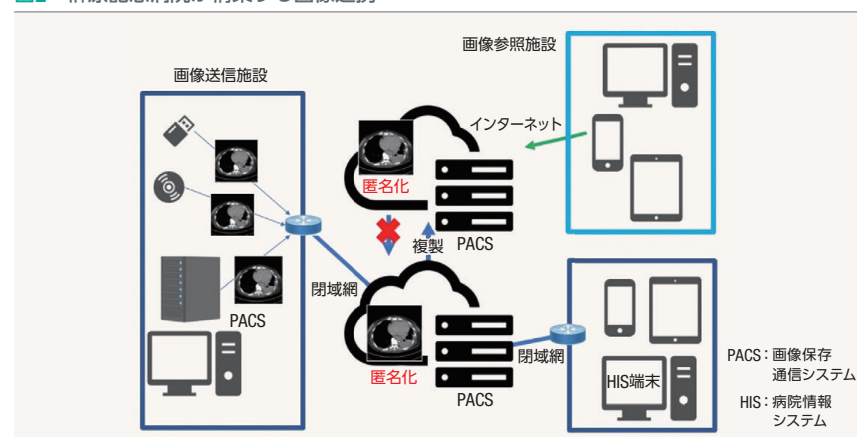 画像参照施設
画像送信施設
インターネット
匿名化
複製
PACS
閉域網
PACS
匿名化
PACS
閉域網
HIS端末
PACS:画像保存
通信システム
HIS:病院情報
システム